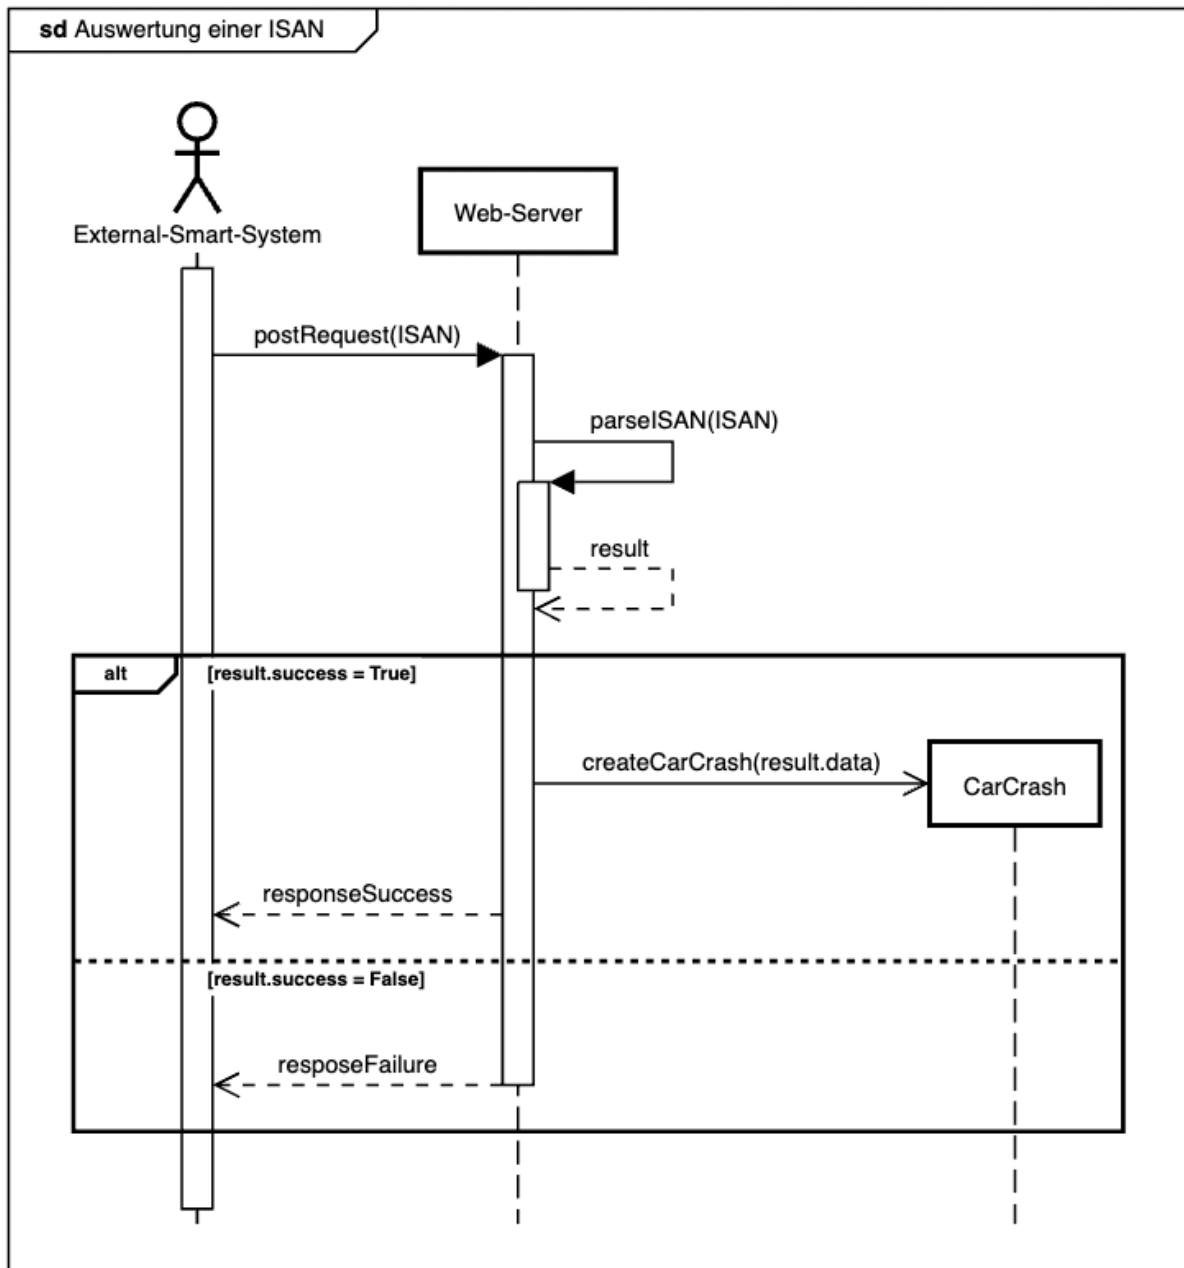 sd Auswertung einer ISAN
External-Smart-System
Web-Server
postRequest(ISAN)
parseISAN(ISAN)
result
alt
[result.success = True]
createCarCrash(result.data)
CarCrash
responseSuccess
[result.success = False]
resposeFailure